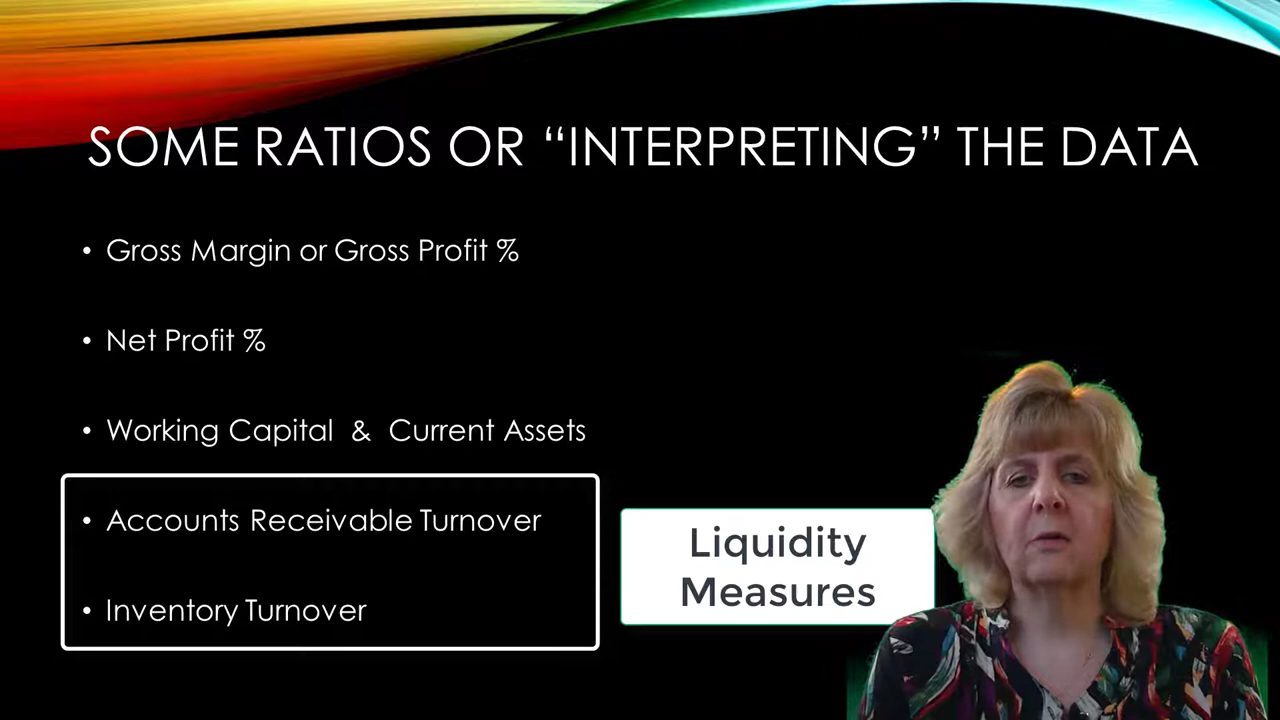 SOME RATIOS OR “INTERPRETING” THE DATA
• Gross Margin or Gross Profit %
• Net Profit %
• Working Capital & Current Assets
• Accounts Receivable Turnover
• Inventory Turnover
Liquidity
Measures